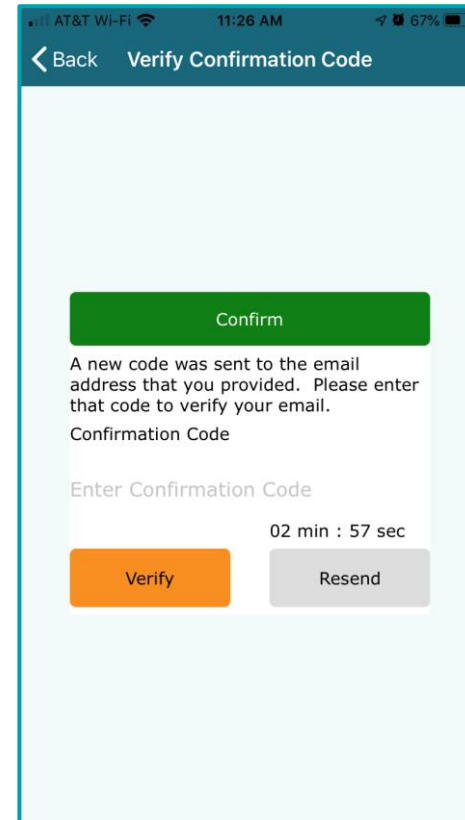 AT&T Wi-Fi 11:26 AM 67%
Back Verify Confirmation Code
Confirm
A new code was sent to the email
address that you provided. Please enter
that code to verify your email.
Confirmation Code
Enter Confirmation Code
02 min : 57 sec
Verify Resend